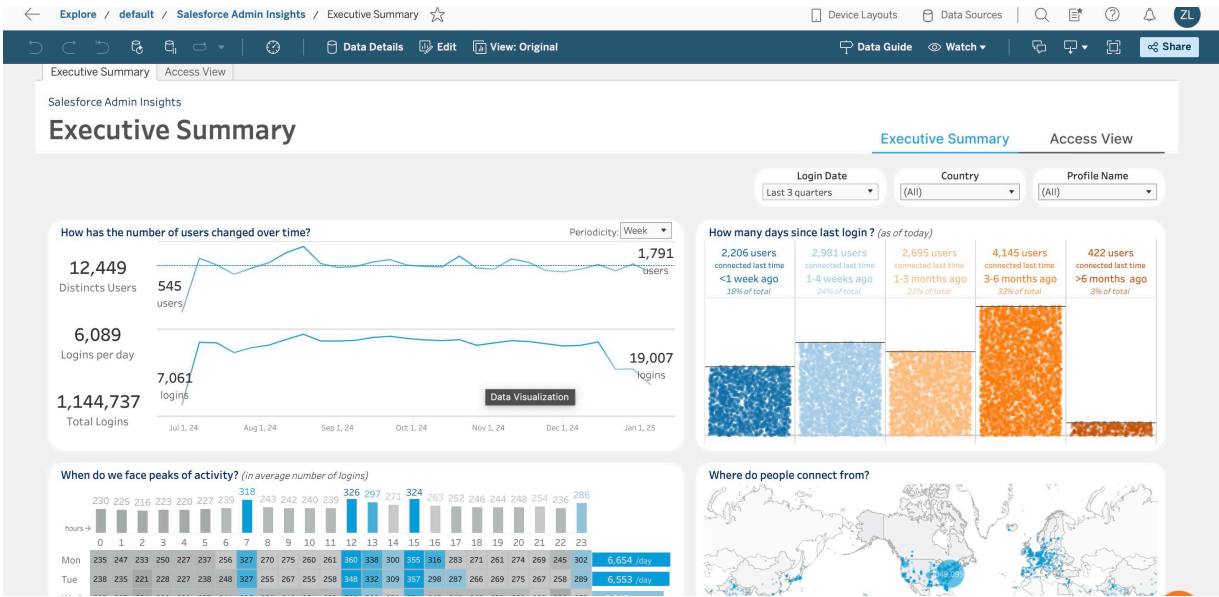 Explore / default / Salesforce Admin Insights / Executive Summary
Device Layouts Data Sources ZL
Data Details Edit View: Original Data Guide Watch Share
Executive Summary Access View
Salesforce Admin Insights
Executive Summary
Executive Summary Access View
Login Date Country Profile Name
Last 3 quarters (All) (All)
How has the number of users changed over time?
Periodicity: Week
12,449
Distincts Users
6,089
Logins per day
1,144,737
Total Logins
545
users
1,791
users
7,061
logins
19,007
logins
Data Visualization
Jul 1, 24 Aug 1, 24 Sep 1, 24 Oct 1, 24 Nov 1, 24 Dec 1, 24 Jan 1, 25
How many days since last login ? (as of today)
2,206 users
connected last time
<1 week ago
18% of total
2,981 users
connected last time
1-4 weeks ago
24% of total
2,695 users
connected last time
1-3 months ago
22% of total
4,145 users
connected last time
3-6 months ago
33% of total
422 users
connected last time
>6 months ago
3% of total
When do we face peaks of activity? (in average number of logins)
230 225 216 223 220 227 239 318 243 242 240 239 326 297 271 324 263 252 246 244 248 254 236 286
hours →
0 1 2 3 4 5 6 7 8 9 10 11 12 13 14 15 16 17 18 19 20 21 22 23
Mon 235 247 233 250 227 237 256 327 270 275 260 261 360 338 300 355 316 283 271 261 274 269 245 302 6,654 /day
Tue 238 235 221 228 227 238 248 327 255 267 255 258 348 332 309 357 298 287 266 269 275 267 258 289 6,553 /day
Where do people connect from?